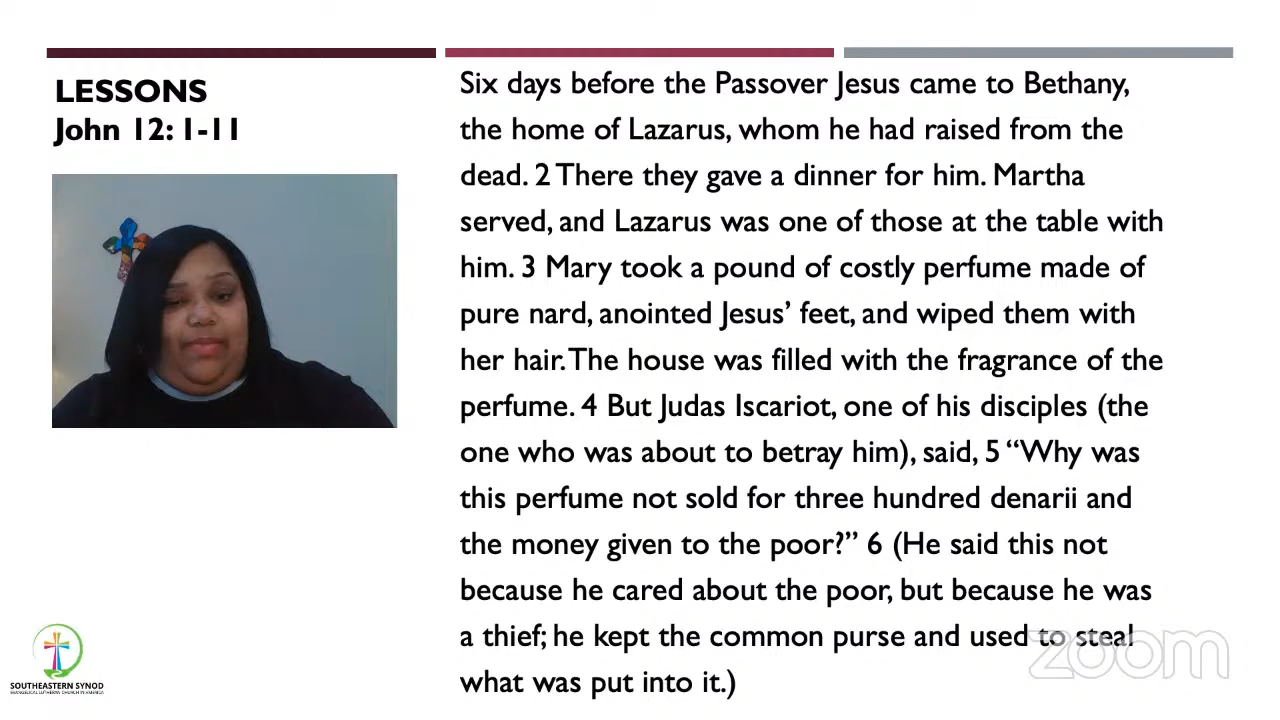 LESSONS
John 12: 1-11
Six days before the Passover Jesus came to Bethany,
the home of Lazarus, whom he had raised from the
dead. 2 There they gave a dinner for him. Martha
served, and Lazarus was one of those at the table with
him. 3 Mary took a pound of costly perfume made of
pure nard, anointed Jesus’ feet, and wiped them with
her hair. The house was filled with the fragrance of the
perfume. 4 But Judas Iscariot, one of his disciples (the
one who was about to betray him), said, 5 “Why was
this perfume not sold for three hundred denarii and
the money given to the poor?” 6 (He said this not
because he cared about the poor, but because he was
a thief; he kept the common purse and used to steal
what was put into it.)
SOUTHEASTERN SYNOD
EVANGELICAL LUTHERAN CHURCH IN AMERICA
zoom